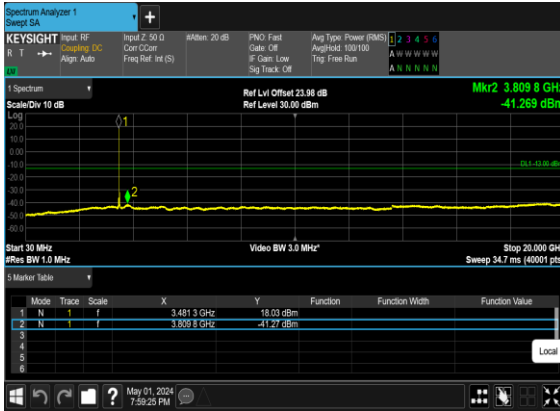 Spectrum Analyzer 1
Swept SA
+
KEYSIGHT
R T
LXI
Input: RF
Coupling: DC
Align: Auto
Input Z: 50 Ω
Corr CCorr
Freq Ref: Int (S)
#Atten: 20 dB
PNO: Fast
Gate: Off
IF Gain: Low
Sig Track: Off
Avg Type: Power (RMS)
Avg|Hold: 100/100
Trig: Free Run
1 2 3 4 5 6
A W W W W W
A N N N N N
1 Spectrum
Scale/Div 10 dB
Ref Lvl Offset 23.98 dB
Ref Level 30.00 dBm
Mkr2 3.809 8 GHz
-41.269 dBm
Log
20.0
10.0
0.00
-10.0
-20.0
-30.0
-40.0
-50.0
-60.0
1
2
DL1 -13.00 dBm
Start 30 MHz
#Res BW 1.0 MHz
Video BW 3.0 MHz*
Stop 20.000 GHz
Sweep 34.7 ms (40001 pts)
5 Marker Table
Mode Trace Scale X Y Function Function Width Function Value
1 N 1 f 3.481 3 GHz 18.03 dBm
2 N 1 f 3.809 8 GHz -41.27 dBm
3
4
5
6
Local
?
May 01, 2024
7:59:25 PM